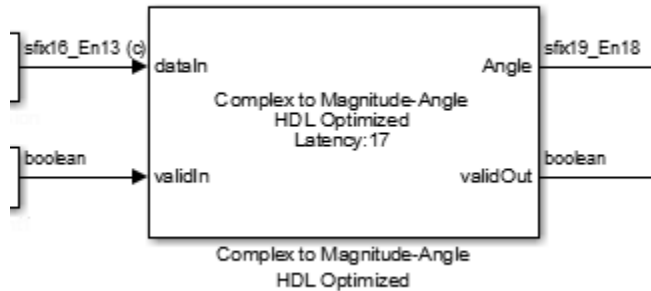 sfix16_En13 (c)
sfix19_En18
dataIn
Angle
Complex to Magnitude-Angle
HDL Optimized
Latency:17
boolean
boolean
validIn
validOut
Complex to Magnitude-Angle
HDL Optimized